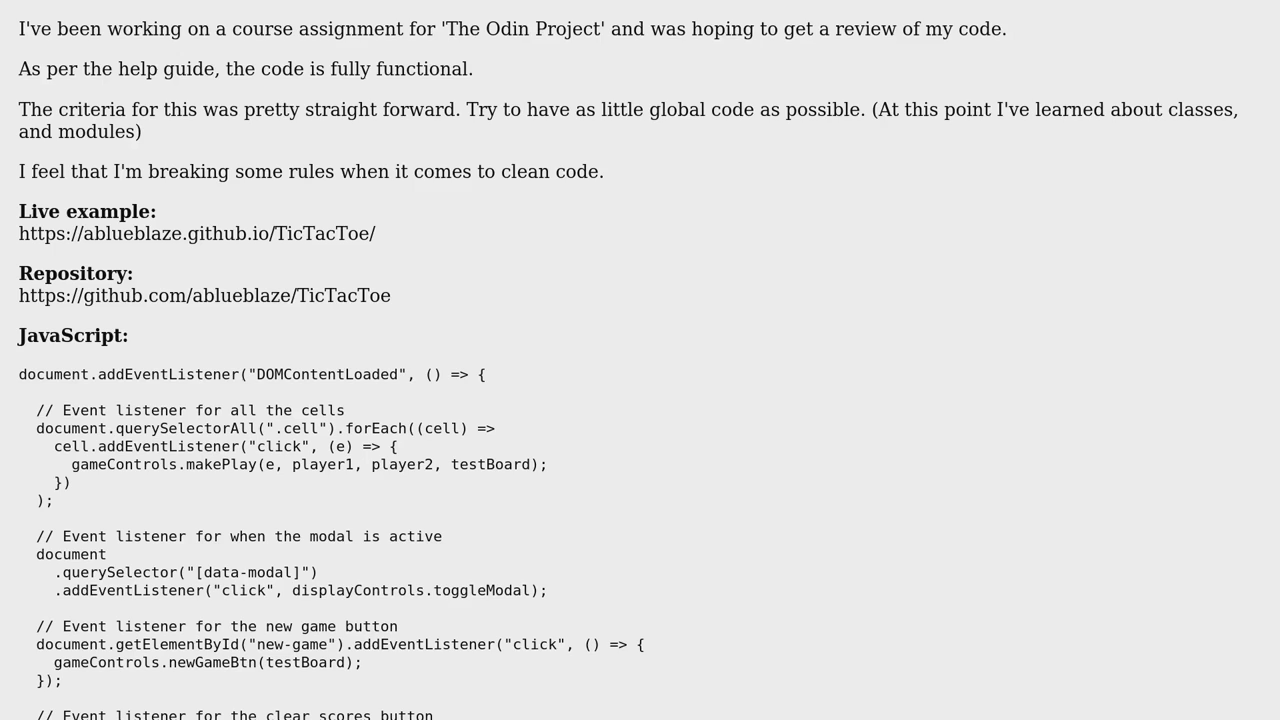 I've been working on a course assignment for 'The Odin Project' and was hoping to get a review of my code.
As per the help guide, the code is fully functional.
The criteria for this was pretty straight forward. Try to have as little global code as possible. (At this point I've learned about classes,
and modules)
I feel that I'm breaking some rules when it comes to clean code.
Live example:
https://ablueblaze.github.io/TicTacToe/
Repository:
https://github.com/ablueblaze/TicTacToe
JavaScript:
document.addEventListener("DOMContentLoaded", () => {
  // Event listener for all the cells
  document.querySelectorAll(".cell").forEach((cell) =>
    cell.addEventListener("click", (e) => {
      gameControls.makePlay(e, player1, player2, testBoard);
    })
  );
  // Event listener for when the modal is active
  document
    .querySelector("[data-modal]")
    .addEventListener("click", displayControls.toggleModal);
  // Event listener for the new game button
  document.getElementById("new-game").addEventListener("click", () => {
    gameControls.newGameBtn(testBoard);
  });
  // Event listener for the clear scores button